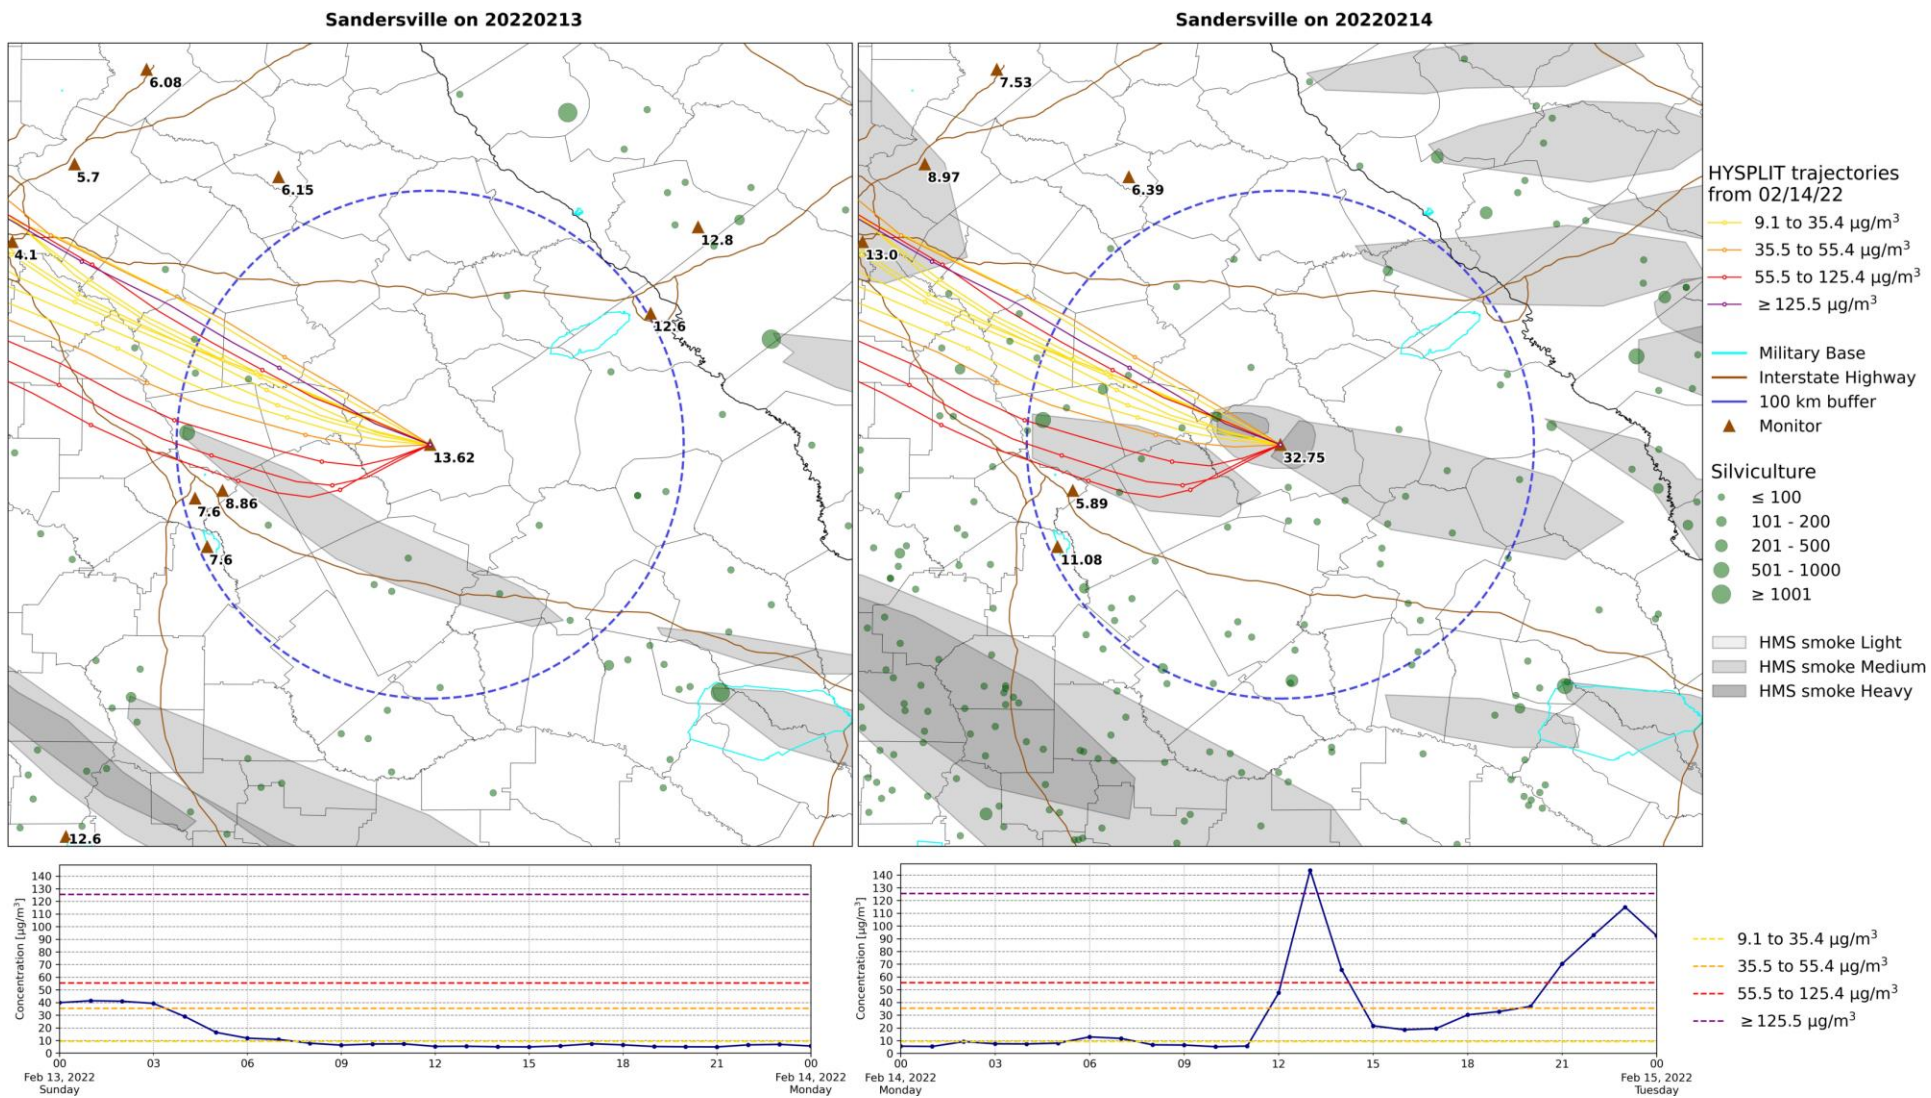 Sandersville on 20220213
6.08
5.7
6.15
4.1
12.8
12.6
13.62
8.86
7.6
7.6
12.6
Sandersville on 20220214
7.53
8.97
6.39
13.0
32.75
5.89
11.08
HYSPLIT trajectories
from 02/14/22
9.1 to 35.4 µg/m³
35.5 to 55.4 µg/m³
55.5 to 125.4 µg/m³
≥ 125.5 µg/m³
Military Base
Interstate Highway
100 km buffer
Monitor
Silviculture
≤ 100
101 - 200
201 - 500
501 - 1000
≥ 1001
HMS smoke Light
HMS smoke Medium
HMS smoke Heavy
Concentration [µg/m³]
140
130
120
110
100
90
80
70
60
50
40
30
20
10
0
00 03 06 09 12 15 18 21 00
Feb 13, 2022 Feb 14, 2022
Sunday Monday
Concentration [µg/m³]
140
130
120
110
100
90
80
70
60
50
40
30
20
10
0
00 03 06 09 12 15 18 21 00
Feb 14, 2022 Feb 15, 2022
Monday Tuesday
9.1 to 35.4 µg/m³
35.5 to 55.4 µg/m³
55.5 to 125.4 µg/m³
≥ 125.5 µg/m³